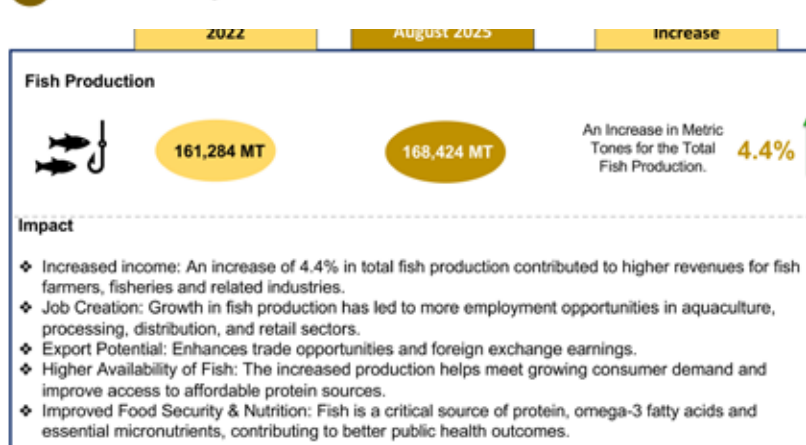 2022
August 2025
Increase
Fish Production
161,284 MT
168,424 MT
An Increase in Metric
Tones for the Total
Fish Production.
4.4%
Impact
❖ Increased income: An increase of 4.4% in total fish production contributed to higher revenues for fish
farmers, fisheries and related industries.
❖ Job Creation: Growth in fish production has led to more employment opportunities in aquaculture,
processing, distribution, and retail sectors.
❖ Export Potential: Enhances trade opportunities and foreign exchange earnings.
❖ Higher Availability of Fish: The increased production helps meet growing consumer demand and
improve access to affordable protein sources.
❖ Improved Food Security & Nutrition: Fish is a critical source of protein, omega-3 fatty acids and
essential micronutrients, contributing to better public health outcomes.